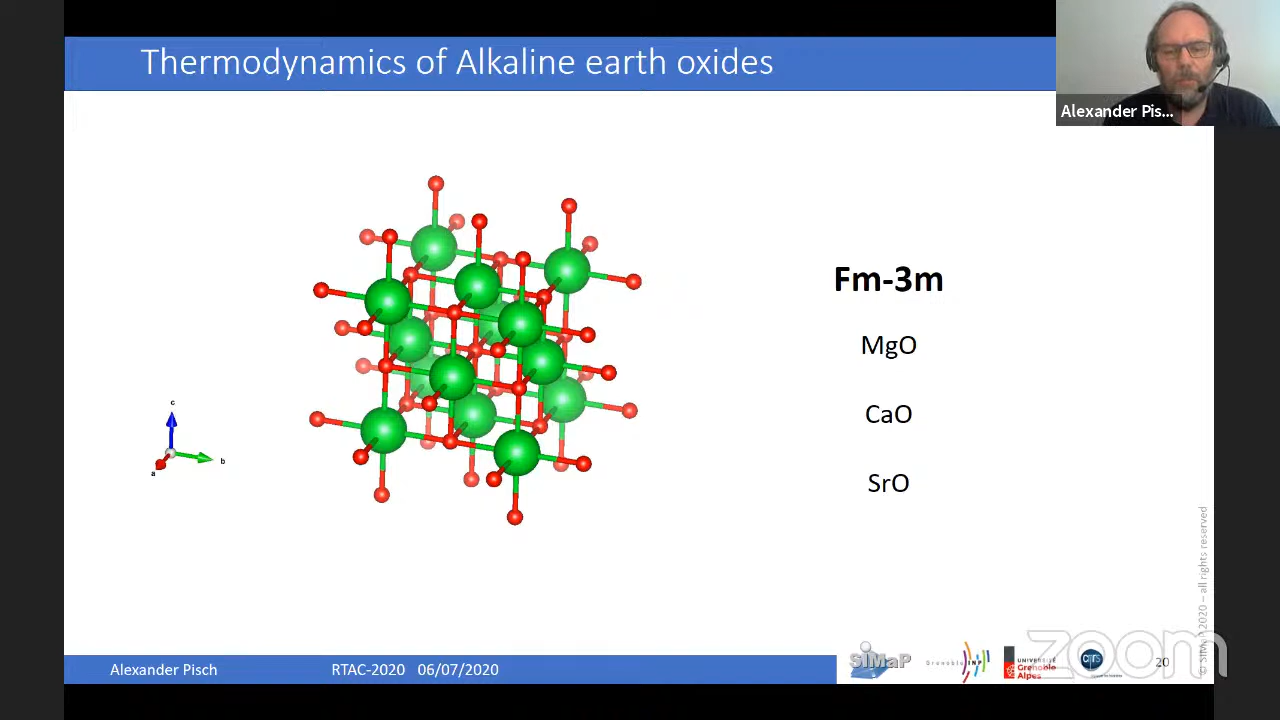 Thermodynamics of Alkaline earth oxides
Alexander Pis...
Fm-3m
MgO
CaO
SrO
c
b
a
© SIMaP 2020 – all rights reserved
Alexander Pisch
RTAC-2020 06/07/2020
SIMaP
Grenoble INP
UNIVERSITÉ
Grenoble
Alpes
cnrs
20
zoom